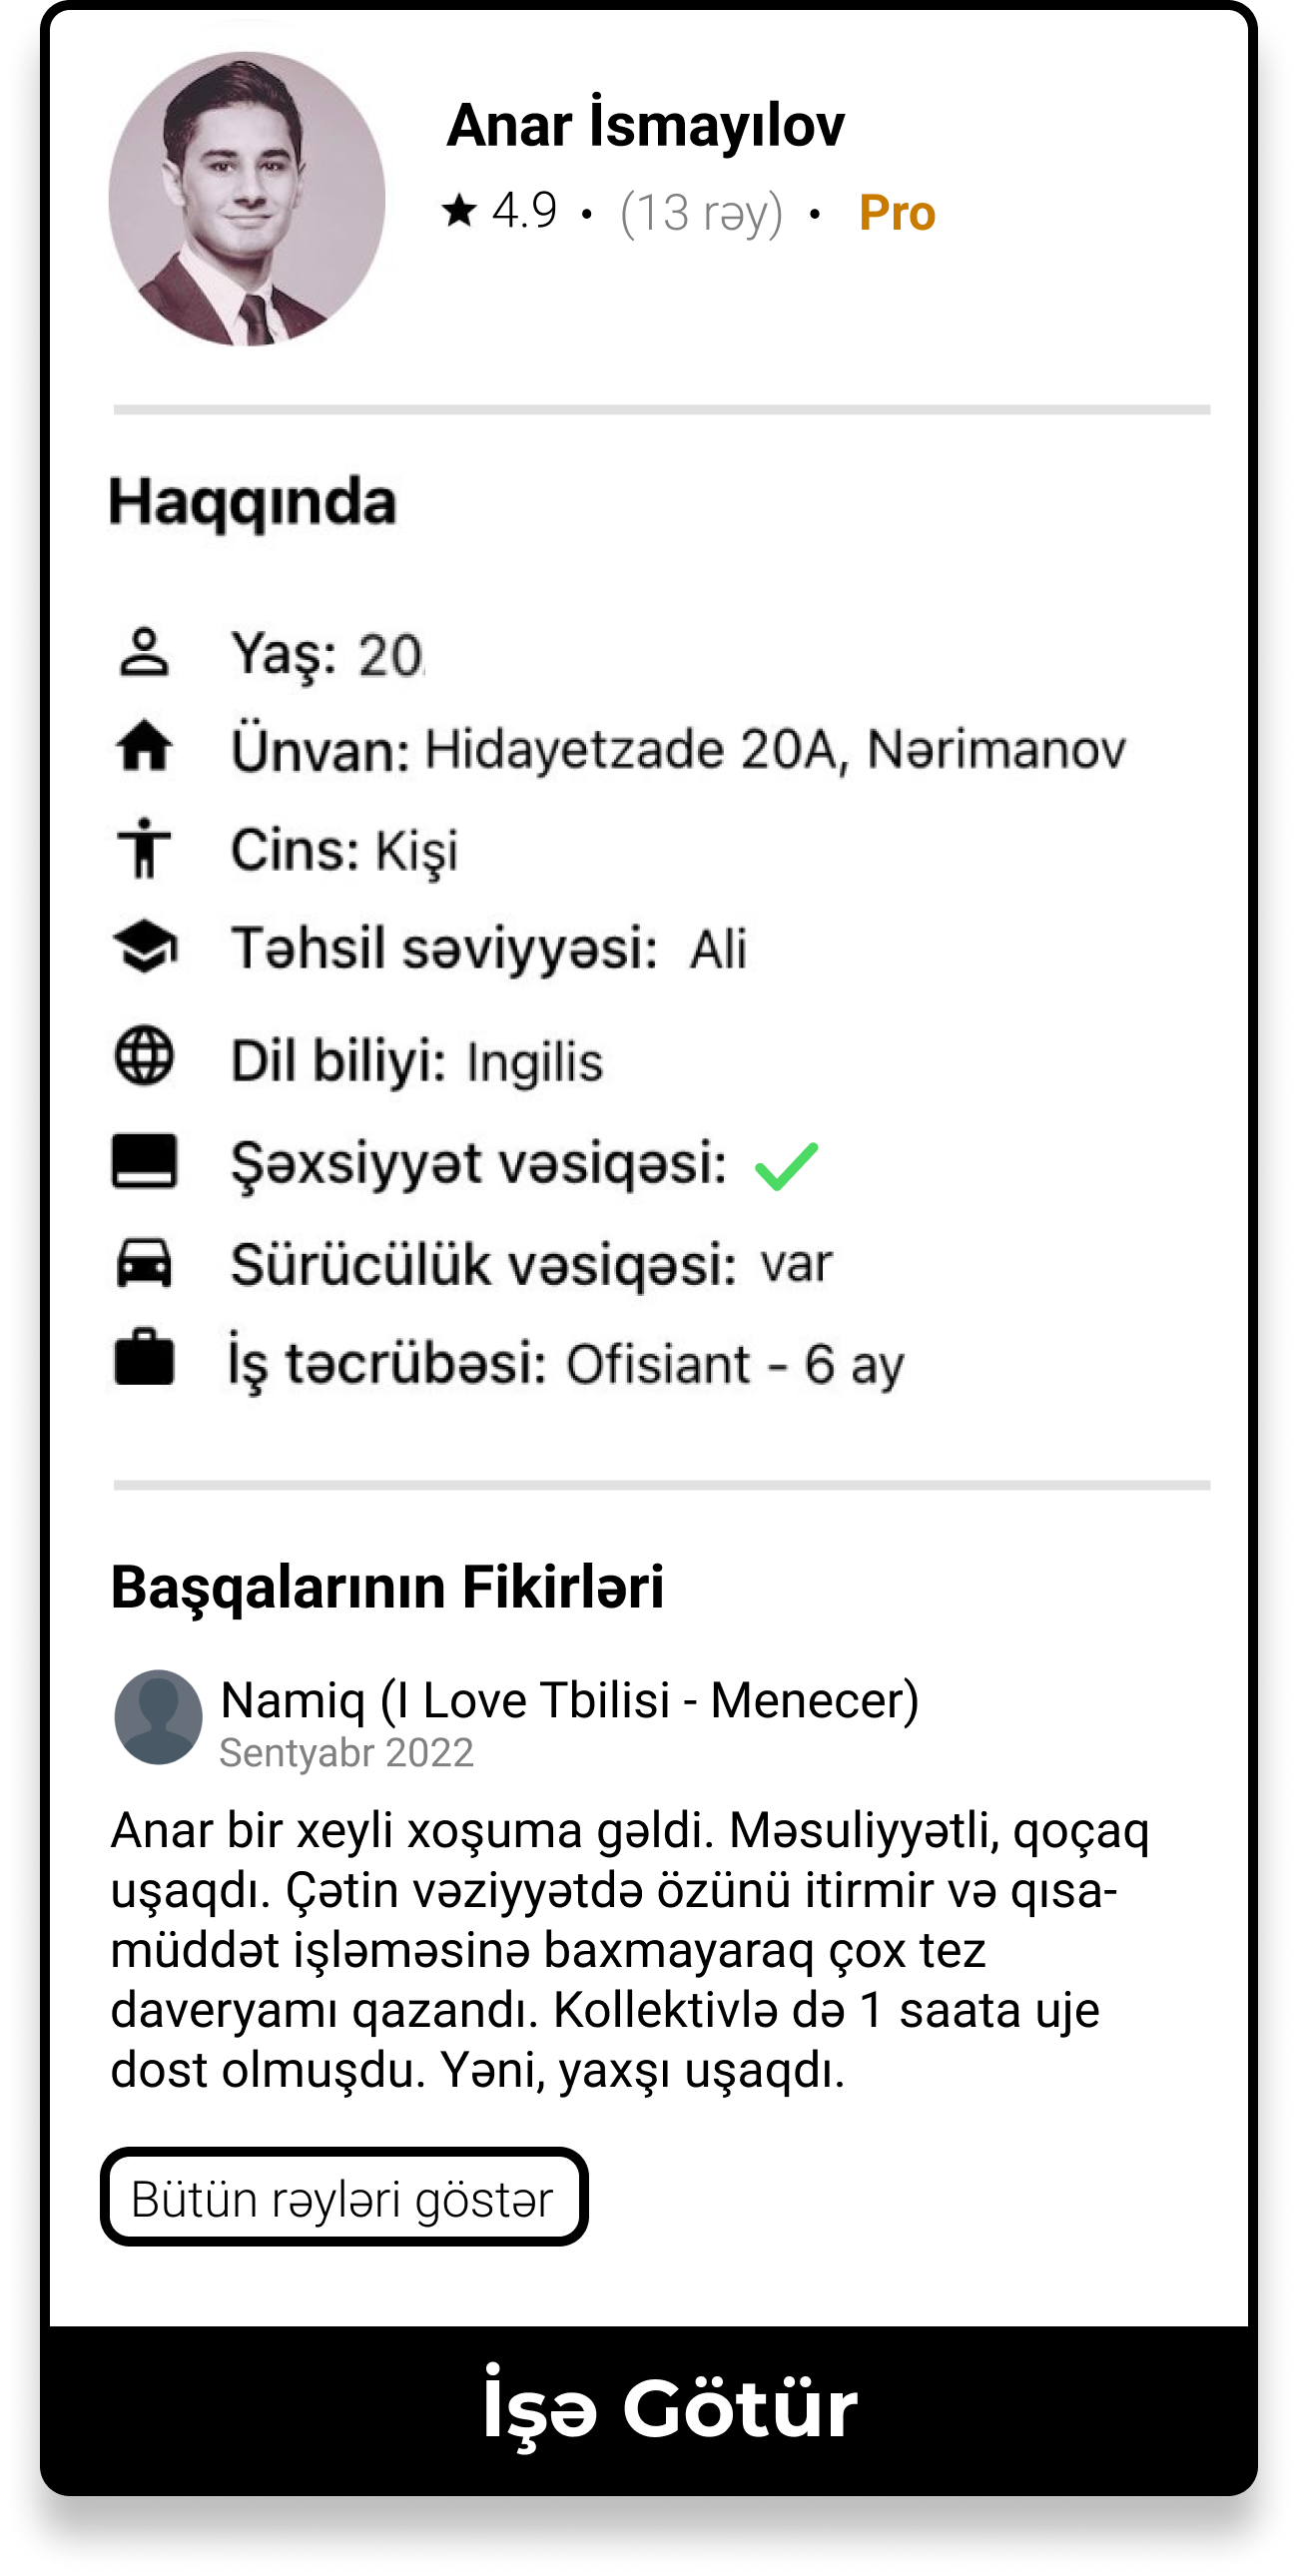 Anar İsmayılov
★ 4.9 • (13 rəy) • Pro
Haqqında
Yaş: 20
Ünvan: Hidayetzade 20A, Nərimanov
Cins: Kişi
Təhsil səviyyəsi: Ali
Dil biliyi: Ingilis
Şəxsiyyət vəsiqəsi:
Sürücülük vəsiqəsi: var
İş təcrübəsi: Ofisiant - 6 ay
Başqalarının Fikirləri
Namiq (I Love Tbilisi - Menecer)
Sentyabr 2022
Anar bir xeyli xoşuma gəldi. Məsuliyyətli, qoçaq
uşaqdı. Çətin vəziyyətdə özünü itirmir və qısa-
müddət işləməsinə baxmayaraq çox tez
daveryamı qazandı. Kollektivlə də 1 saata uje
dost olmuşdu. Yəni, yaxşı uşaqdı.
Bütün rəyləri göstər
İşə Götür